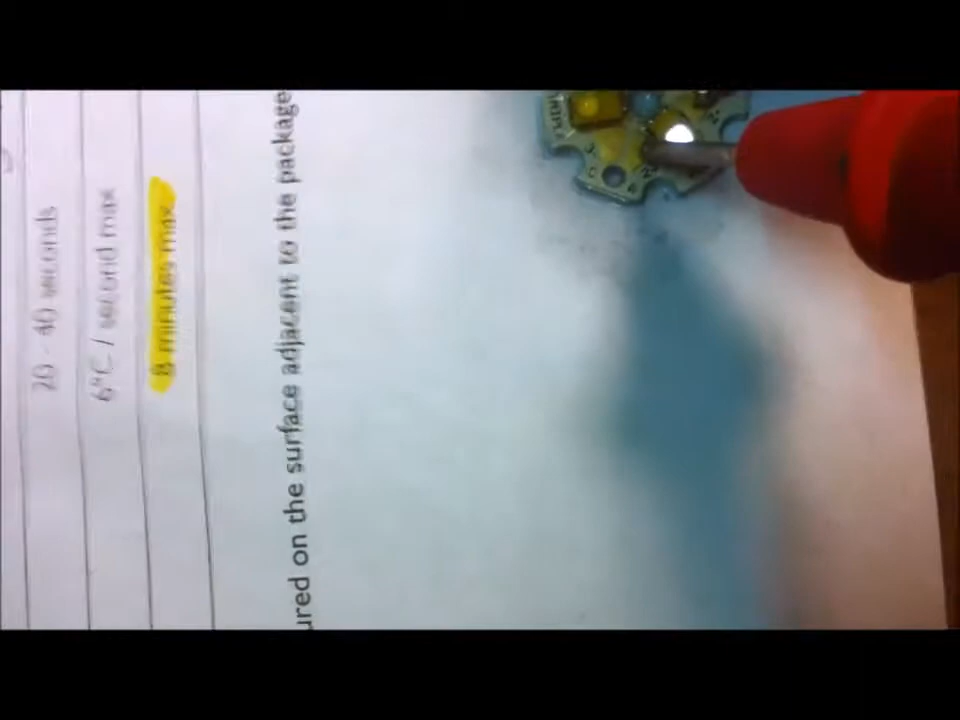 20 - 40 seconds
6°C / second max
8 minutes max
ured on the surface adjacent to the package